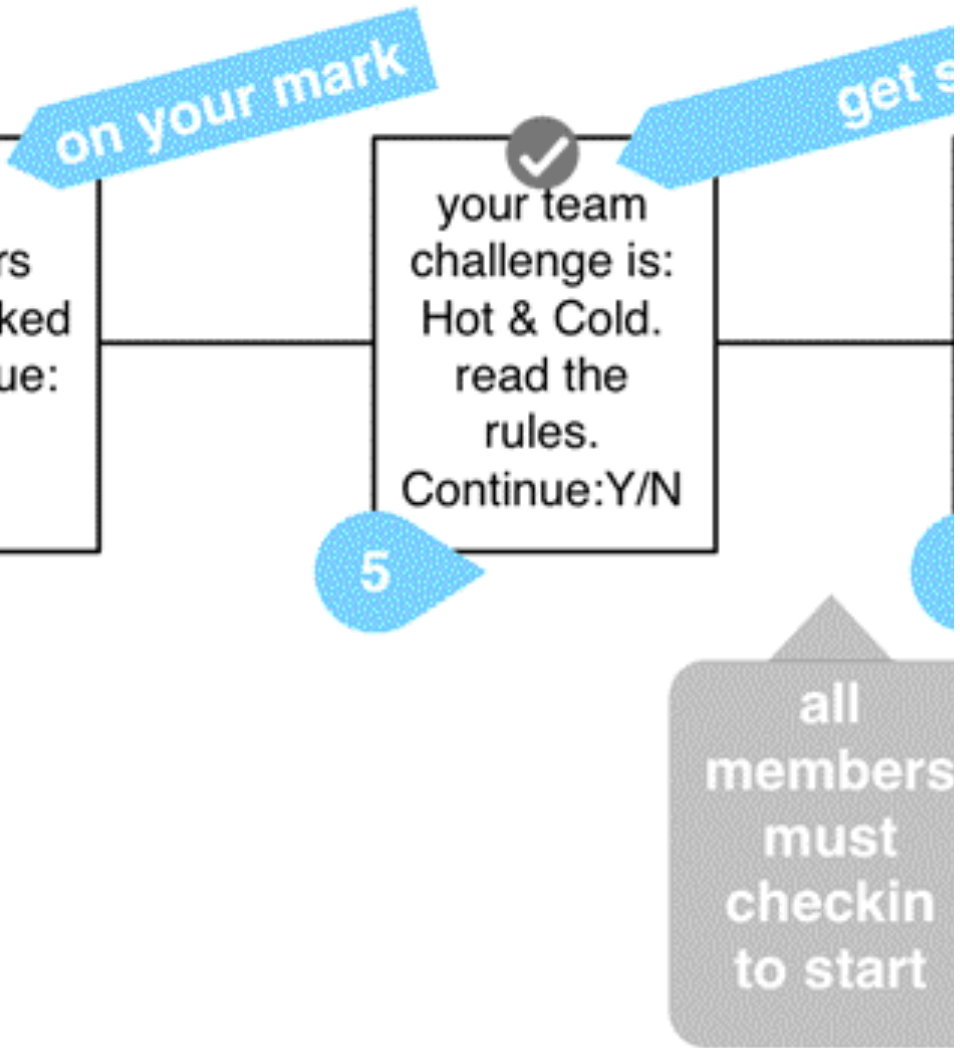 on your mark
get s
rs
ked
ue:
your team
challenge is:
Hot & Cold.
read the
rules.
Continue:Y/N
5
all
members
must
checkin
to start